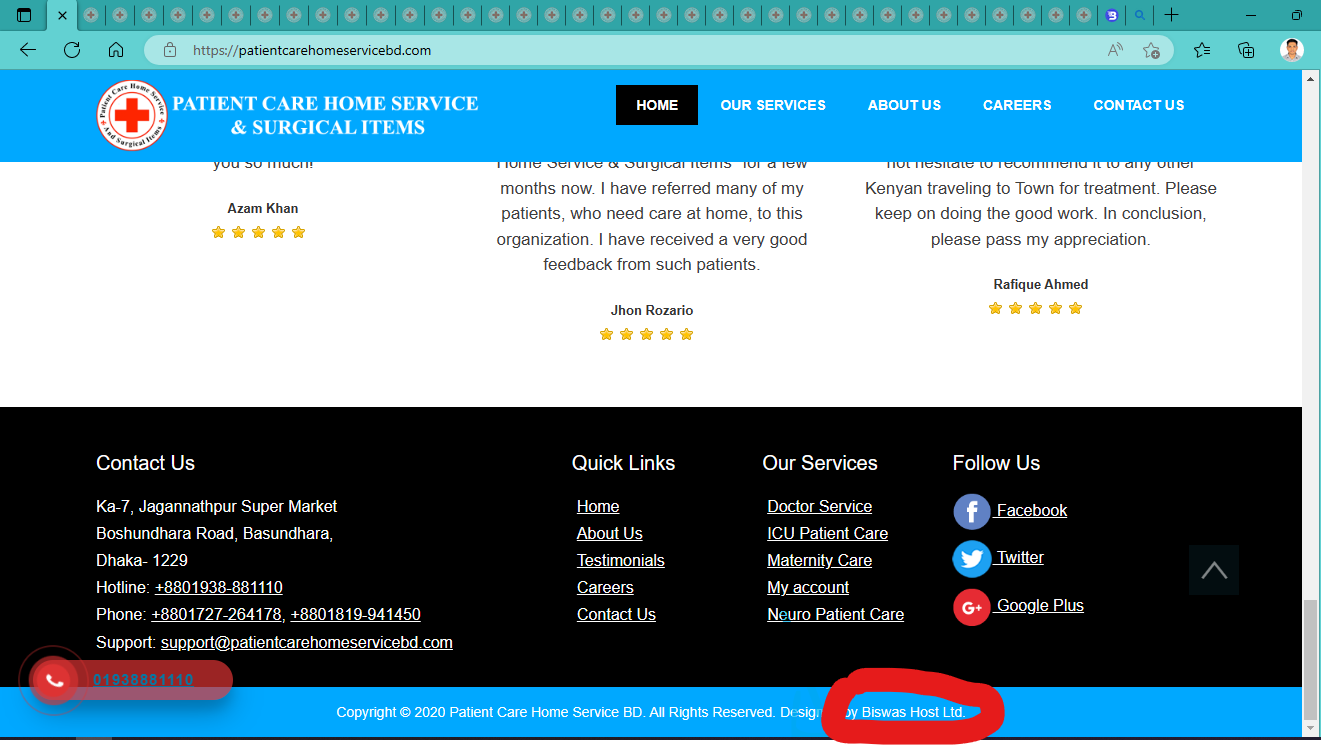 https://patientcarehomeservicebd.com
PATIENT CARE HOME SERVICE
& SURGICAL ITEMS
Patient Care Home Service
And Surgical Items
HOME
OUR SERVICES
ABOUT US
CAREERS
CONTACT US
you so much!
Azam Khan
Home Service & Surgical Items" for a few
months now. I have referred many of my
patients, who need care at home, to this
organization. I have received a very good
feedback from such patients.
Jhon Rozario
not hesitate to recommend it to any other
Kenyan traveling to Town for treatment. Please
keep on doing the good work. In conclusion,
please pass my appreciation.
Rafique Ahmed
Contact Us
Ka-7, Jagannathpur Super Market
Boshundhara Road, Basundhara,
Dhaka- 1229
Hotline: +8801938-881110
Phone: +8801727-264178, +8801819-941450
Support: support@patientcarehomeservicebd.com
Quick Links
Home
About Us
Testimonials
Careers
Contact Us
Our Services
Doctor Service
ICU Patient Care
Maternity Care
My account
Neuro Patient Care
Follow Us
Facebook
Twitter
G+ Google Plus
01938881110
Copyright © 2020 Patient Care Home Service BD. All Rights Reserved. Design by Biswas Host Ltd.